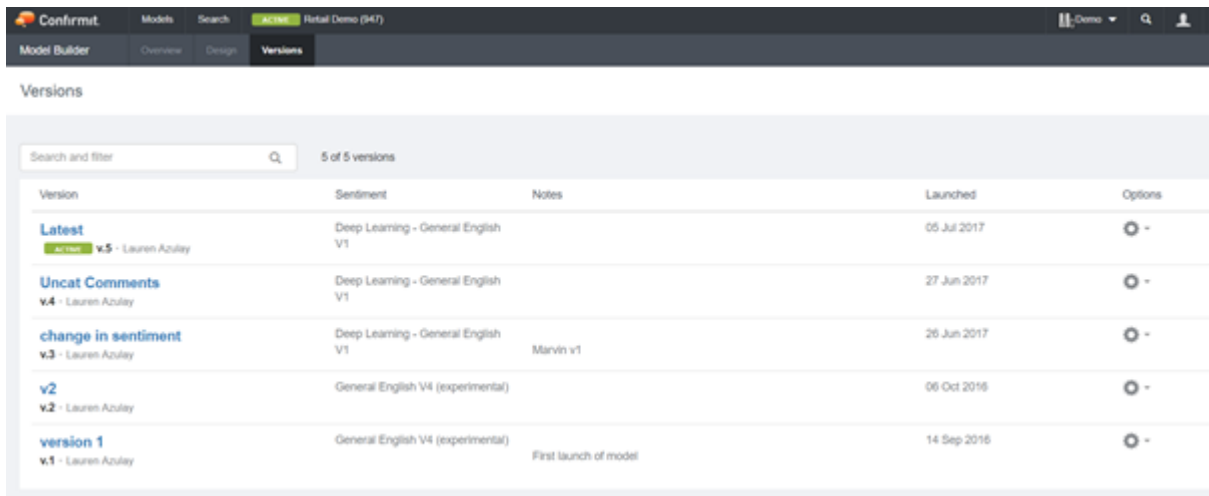 Confirmit. Models Search ACTIVE Retail Demo (947) Demo
Model Builder Overview Design Versions
Versions
Search and filter 5 of 5 versions
Version Sentiment Notes Launched Options
Latest Deep Learning - General English V1 05 Jul 2017
ACTIVE v.5 - Lauren Azulay
Uncat Comments Deep Learning - General English V1 27 Jun 2017
v.4 - Lauren Azulay
change in sentiment Deep Learning - General English V1 Marvin v1 26 Jun 2017
v.3 - Lauren Azulay
v2 General English V4 (experimental) 06 Oct 2016
v.2 - Lauren Azulay
version 1 General English V4 (experimental) First launch of model 14 Sep 2016
v.1 - Lauren Azulay